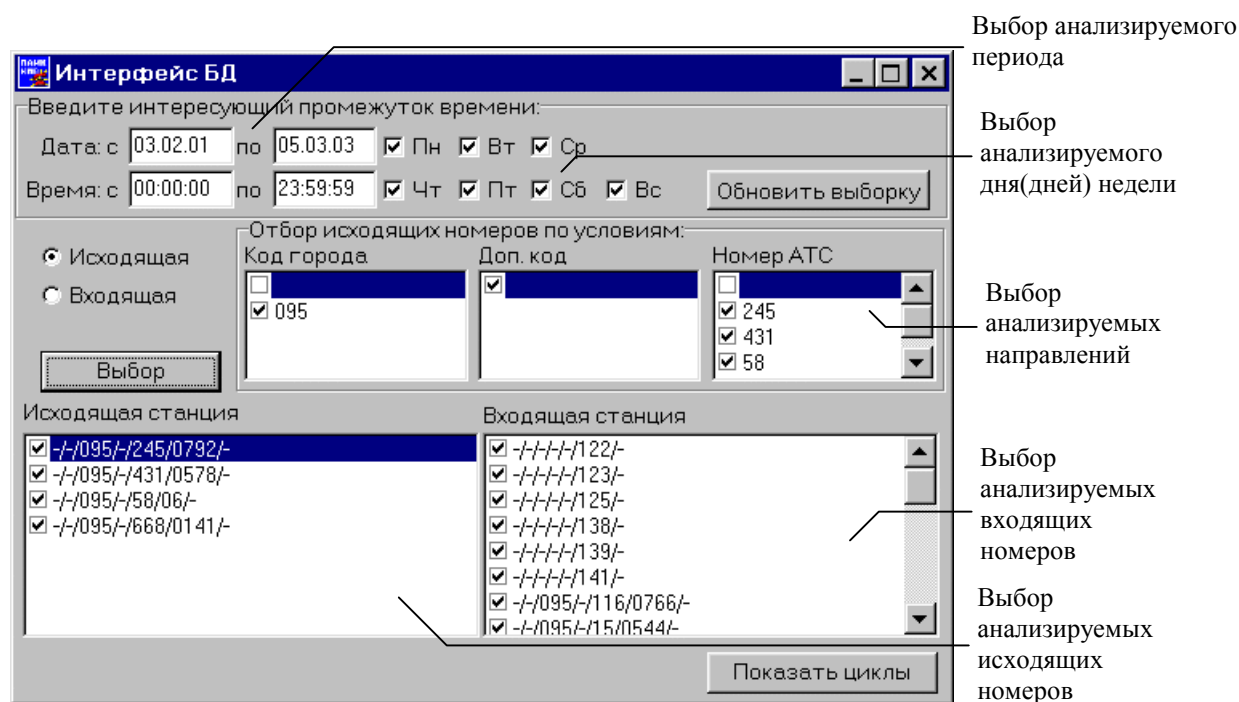 Выбор анализируемого
периода
Интерфейс БД
Введите интересующий промежуток времени:
Дата: с 03.02.01 по 05.03.03 Пн Вт Ср
Время: с 00:00:00 по 23:59:59 Чт Пт Сб Вс Обновить выборку
Выбор
анализируемого
дня(дней) недели
Отбор исходящих номеров по условиям:
Исходящая
Входящая
Выбор
Код города
095
Доп. код
Номер АТС
245
431
58
Выбор
анализируемых
направлений
Исходящая станция
-/-/095/-/245/0792/-
-/-/095/-/431/0578/-
-/-/095/-/58/06/-
-/-/095/-/668/0141/-
Входящая станция
-/-/-/-/-/122/-
-/-/-/-/-/123/-
-/-/-/-/-/125/-
-/-/-/-/-/138/-
-/-/-/-/-/139/-
-/-/-/-/-/141/-
-/-/095/-/116/0766/-
-/-/095/-/15/0544/-
Выбор
анализируемых
входящих
номеров
Выбор
анализируемых
исходящих
номеров
Показать циклы